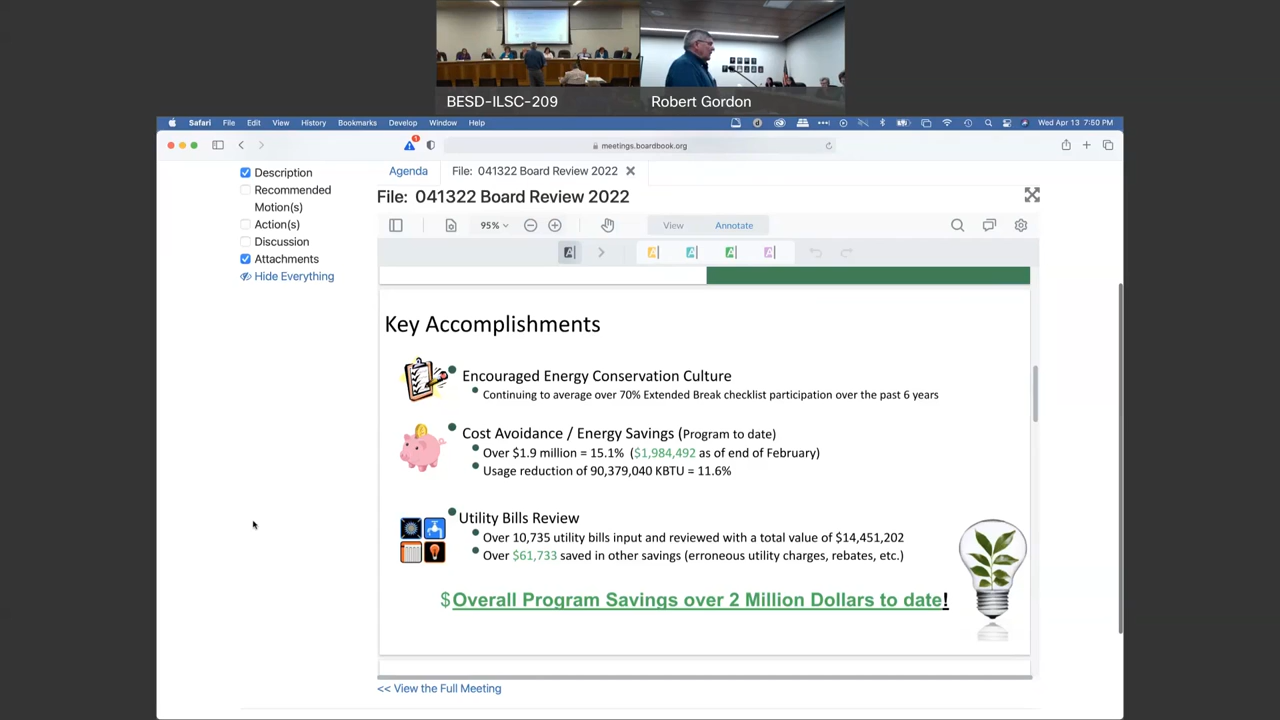 BESD-ILSC-209
Robert Gordon
Safari File Edit View History Bookmarks Develop Window Help Wed Apr 13 7:50 PM
meetings.boardbook.org
Description
Recommended
Motion(s)
Action(s)
Discussion
Attachments
Hide Everything
Agenda File: 041322 Board Review 2022
File: 041322 Board Review 2022
95% View Annotate
Key Accomplishments
Encouraged Energy Conservation Culture
Continuing to average over 70% Extended Break checklist participation over the past 6 years
Cost Avoidance / Energy Savings (Program to date)
Over $1.9 million = 15.1% ($1,984,492 as of end of February)
Usage reduction of 90,379,040 KBTU = 11.6%
Utility Bills Review
Over 10,735 utility bills input and reviewed with a total value of $14,451,202
Over $61,733 saved in other savings (erroneous utility charges, rebates, etc.)
$Overall Program Savings over 2 Million Dollars to date!
<< View the Full Meeting